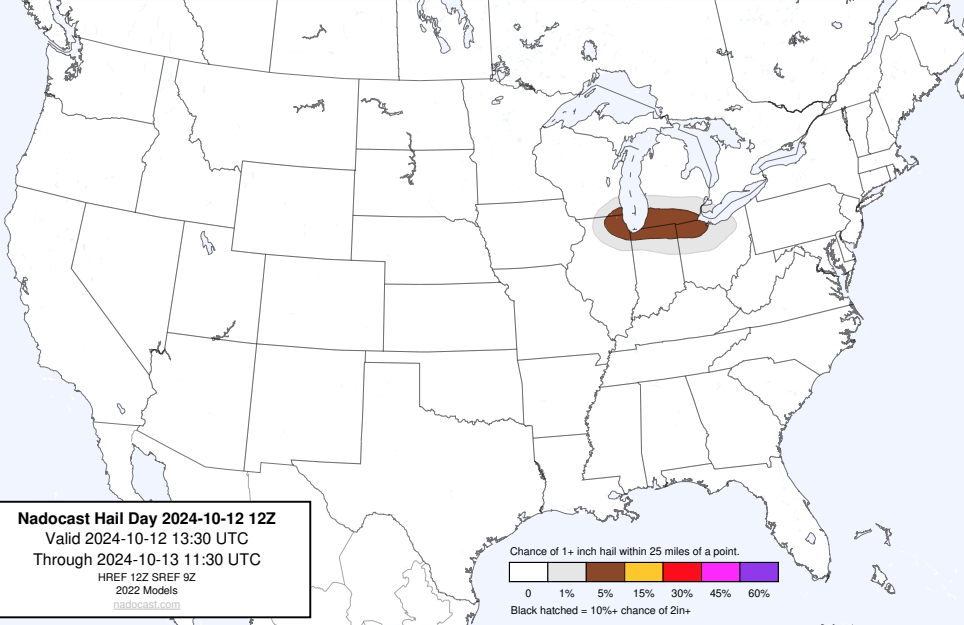 Nadocast Hail Day 2024-10-12 12Z
Valid 2024-10-12 13:30 UTC
Through 2024-10-13 11:30 UTC
HREF 12Z SREF 9Z
2022 Models
nadocast.com
Chance of 1+ inch hail within 25 miles of a point.
0 1% 5% 15% 30% 45% 60%
Black hatched = 10%+ chance of 2in+